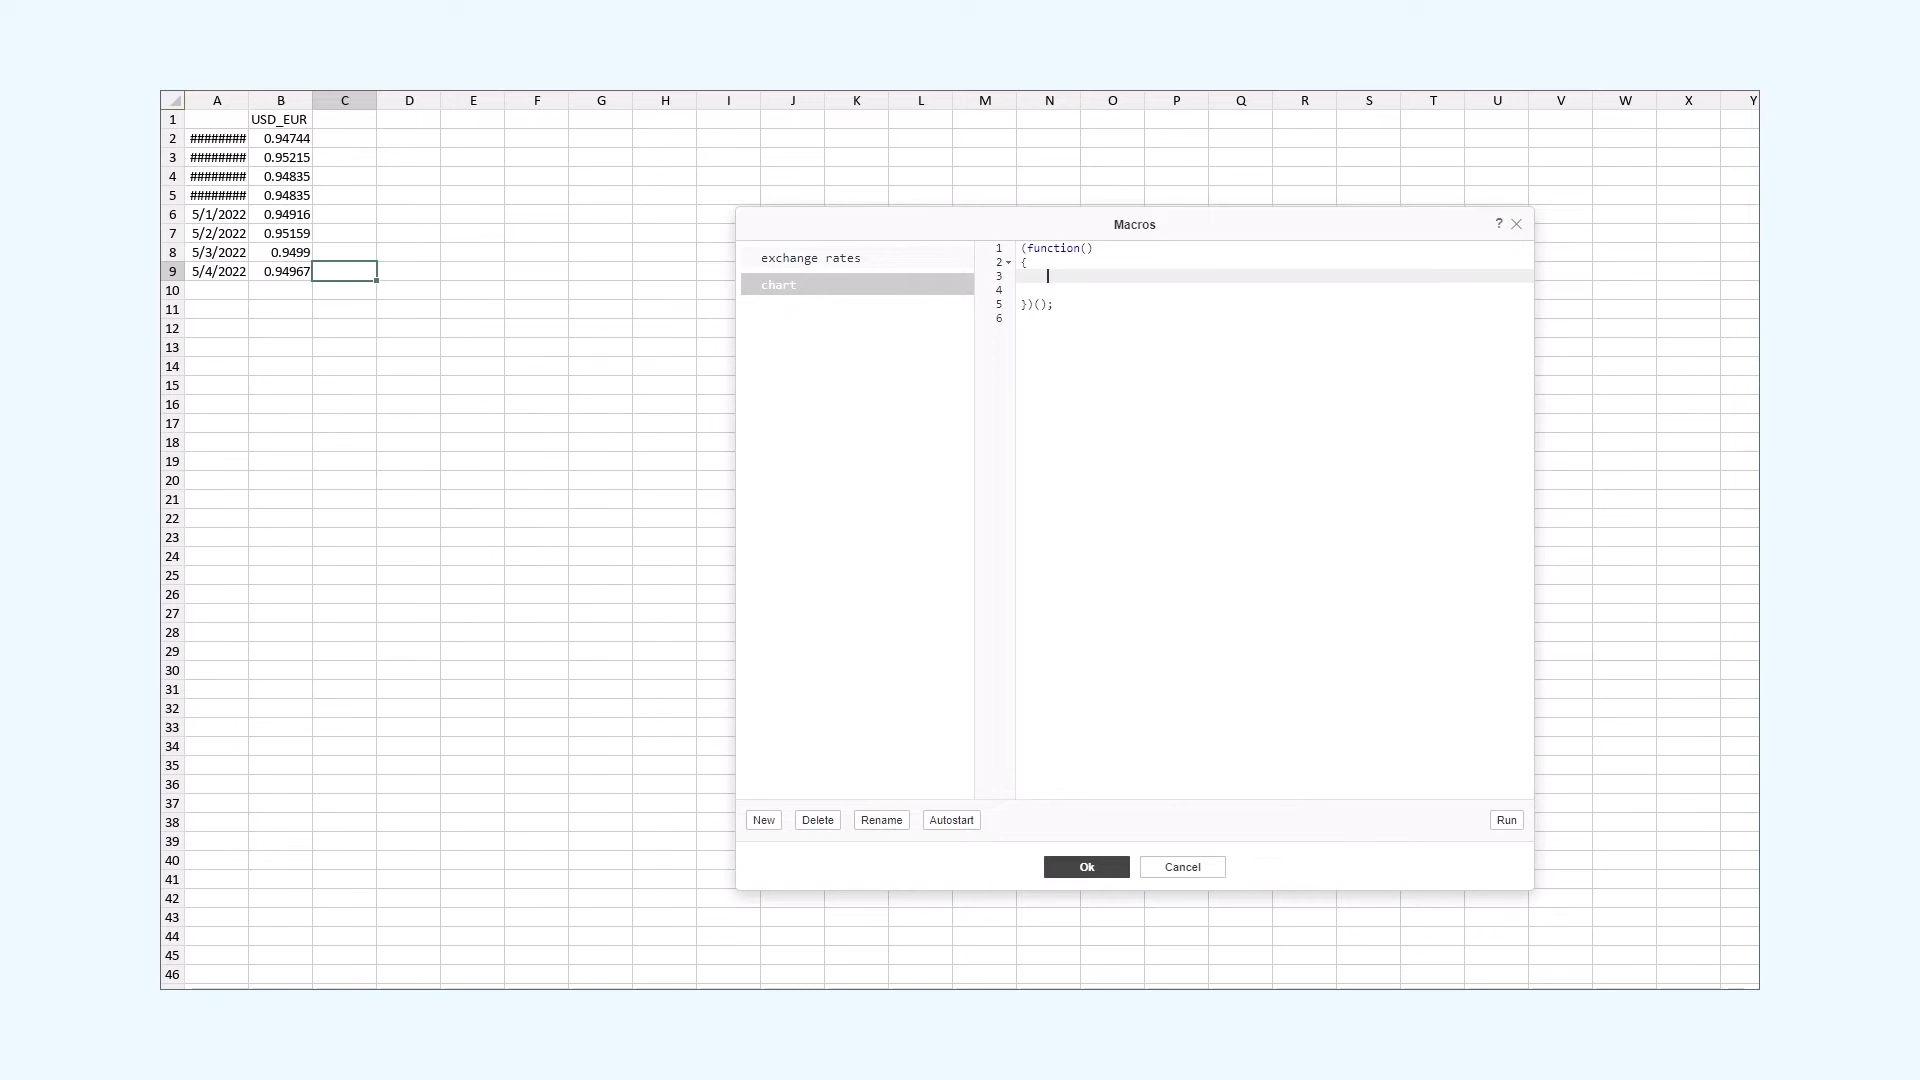 A B C D E F G H I J K L M N O P Q R S T U V W X Y
1 USD_EUR
2 ######## 0.94744
3 ######## 0.95215
4 ######## 0.94835
5 ######## 0.94835
6 5/1/2022 0.94916
7 5/2/2022 0.95159
8 5/3/2022 0.9499
9 5/4/2022 0.94967
10
11
12
13
14
15
16
17
18
19
20
21
22
23
24
25
26
27
28
29
30
31
32
33
34
35
36
37
38
39
40
41
42
43
44
45
46
Macros ?
exchange rates
chart
1 (function()
2 {
3
4
5 })();
6
New Delete Rename Autostart Run
Ok Cancel